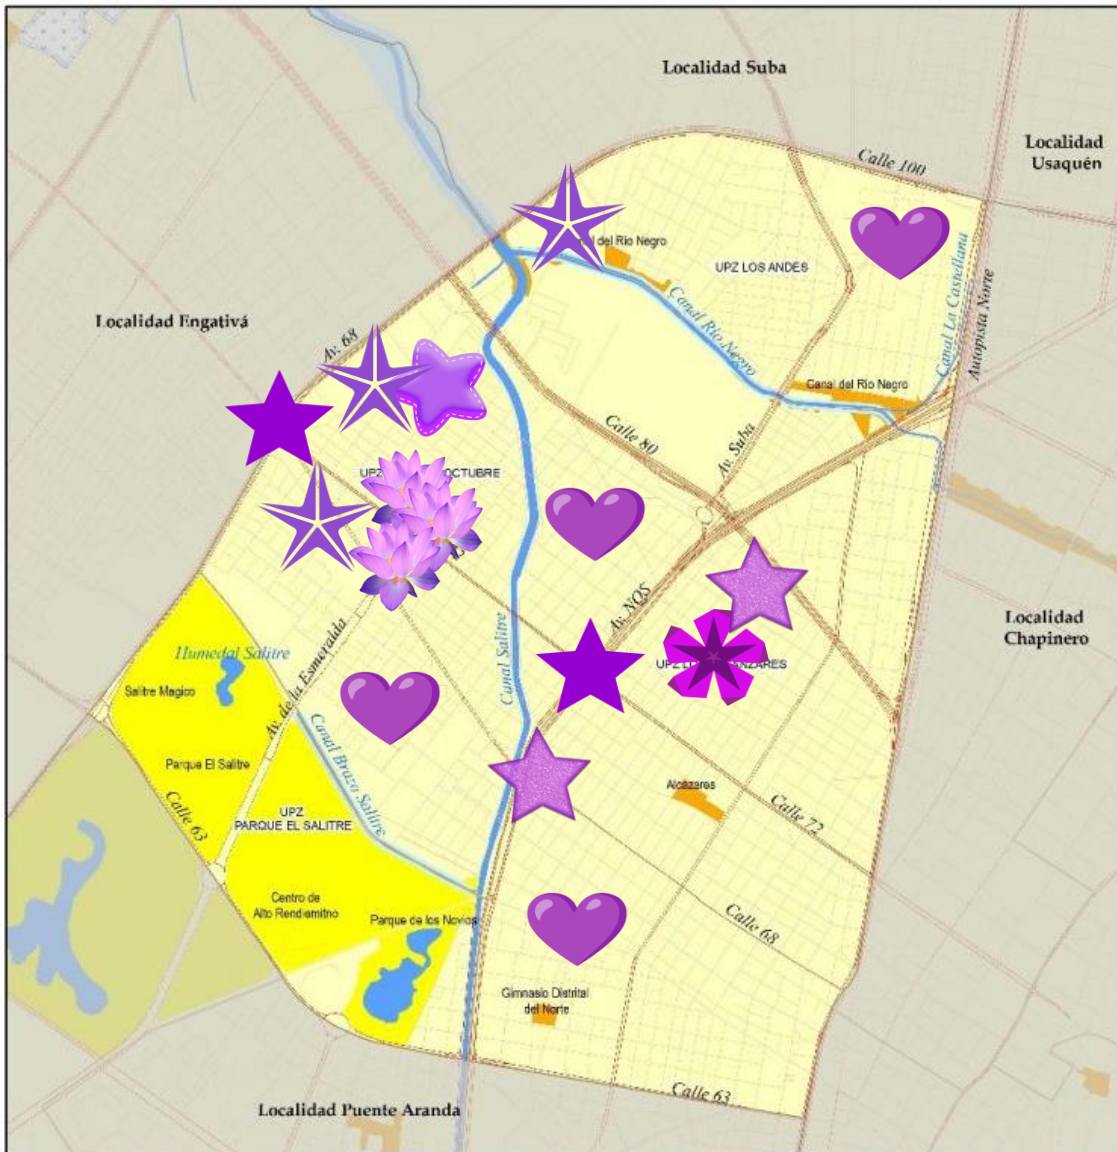 Localidad Suba
Localidad
Usaquén
Calle 100
Canal del Rio Negro
UPZ LOS ANDES
Canal La Castellana
Autopista Norte
Canal Rio Negro
Localidad Engativá
Av. 68
Canal del Rio Negro
Calle 80
Av. Suba
UPZ OCTUBRE
Av. NQS
Localidad
Chapinero
Canal Salitre
Humedal Salitre
Av. de la Esmeralda
Salitre Magico
Parque El Salitre
Canal Brazo Salitre
Calle 63
UPZ
PARQUE EL SALITRE
Alcázares
Calle 72
Centro de
Alto Rendiemitno
Parque de los Novios
Calle 68
Gimnasio Distrital
del Norte
Calle 63
Localidad Puente Aranda